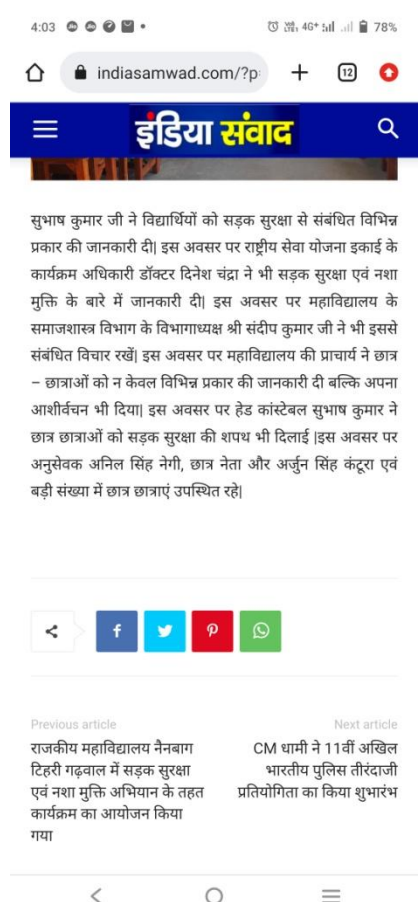 4:03
4G+
78%
indiasamwad.com/?p
12
इंडिया संवाद
सुभाष कुमार जी ने विद्यार्थियों को सड़क सुरक्षा से संबंधित विभिन्न
प्रकार की जानकारी दी| इस अवसर पर राष्ट्रीय सेवा योजना इकाई के
कार्यक्रम अधिकारी डॉक्टर दिनेश चंद्रा ने भी सड़क सुरक्षा एवं नशा
मुक्ति के बारे में जानकारी दी| इस अवसर पर महाविद्यालय के
समाजशास्त्र विभाग के विभागाध्यक्ष श्री संदीप कुमार जी ने भी इससे
संबंधित विचार रखें| इस अवसर पर महाविद्यालय की प्राचार्य ने छात्र
– छात्राओं को न केवल विभिन्न प्रकार की जानकारी दी बल्कि अपना
आशीर्वचन भी दिया| इस अवसर पर हेड कांस्टेबल सुभाष कुमार ने
छात्र छात्राओं को सड़क सुरक्षा की शपथ भी दिलाई |इस अवसर पर
अनुसेवक अनिल सिंह नेगी, छात्र नेता और अर्जुन सिंह कंटूरा एवं
बड़ी संख्या में छात्र छात्राएं उपस्थित रहे|
Previous article
राजकीय महाविद्यालय नैनबाग
टिहरी गढ़वाल में सड़क सुरक्षा
एवं नशा मुक्ति अभियान के तहत
कार्यक्रम का आयोजन किया
गया
Next article
CM धामी ने 11वीं अखिल
भारतीय पुलिस तीरंदाजी
प्रतियोगिता का किया शुभारंभ